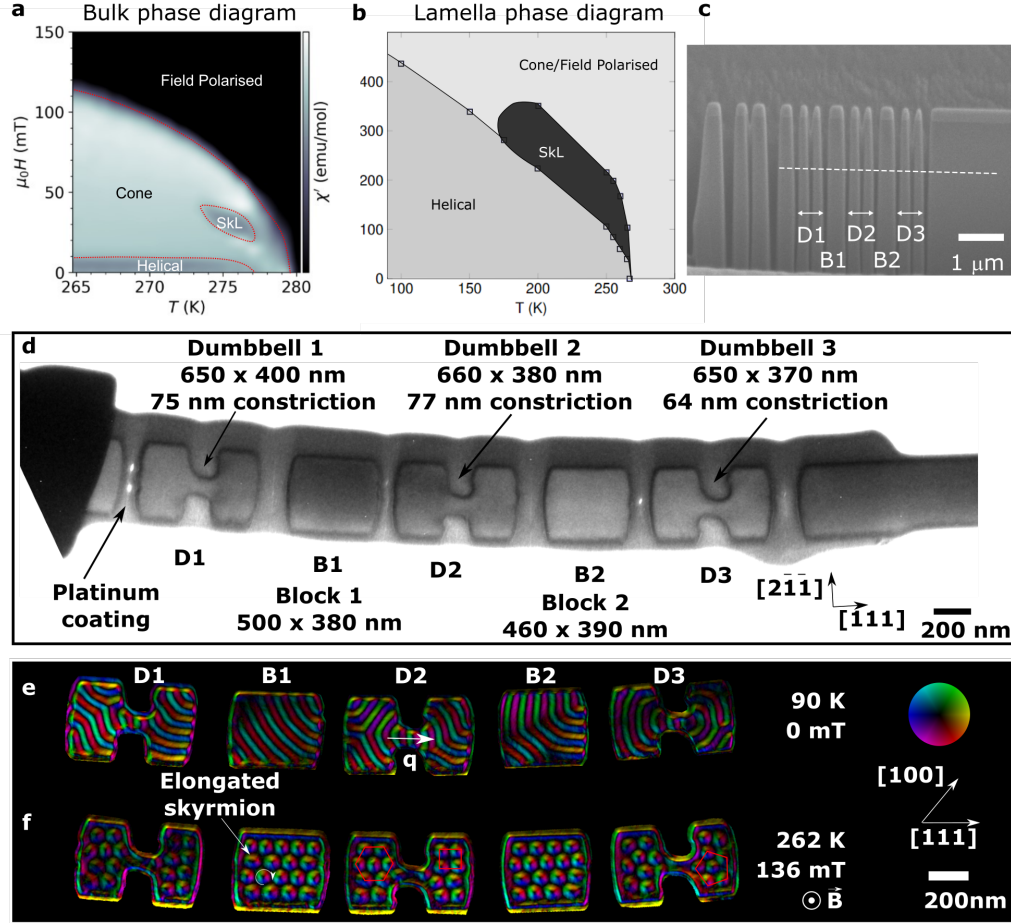 a
Bulk phase diagram
150
100
50
0
μ₀H (mT)
265
270
275
280
T (K)
Field Polarised
Cone
SkL
Helical
χ′ (emu/mol)
b
Lamella phase diagram
400
300
200
100
0
100
150
200
250
300
T (K)
Cone/Field Polarised
SkL
Helical
c
D1
D2
D3
B1
B2
1 μm
d
Dumbbell 1
650 x 400 nm
75 nm constriction
Dumbbell 2
660 x 380 nm
77 nm constriction
Dumbbell 3
650 x 370 nm
64 nm constriction
D1
B1
D2
B2
D3
Platinum
coating
Block 1
500 x 380 nm
Block 2
460 x 390 nm
[21̅1̅]
[111]
200 nm
e
D1
B1
D2
B2
D3
90 K
0 mT
q
Elongated
skyrmion
[100]
[111]
f
262 K
136 mT
B
200nm